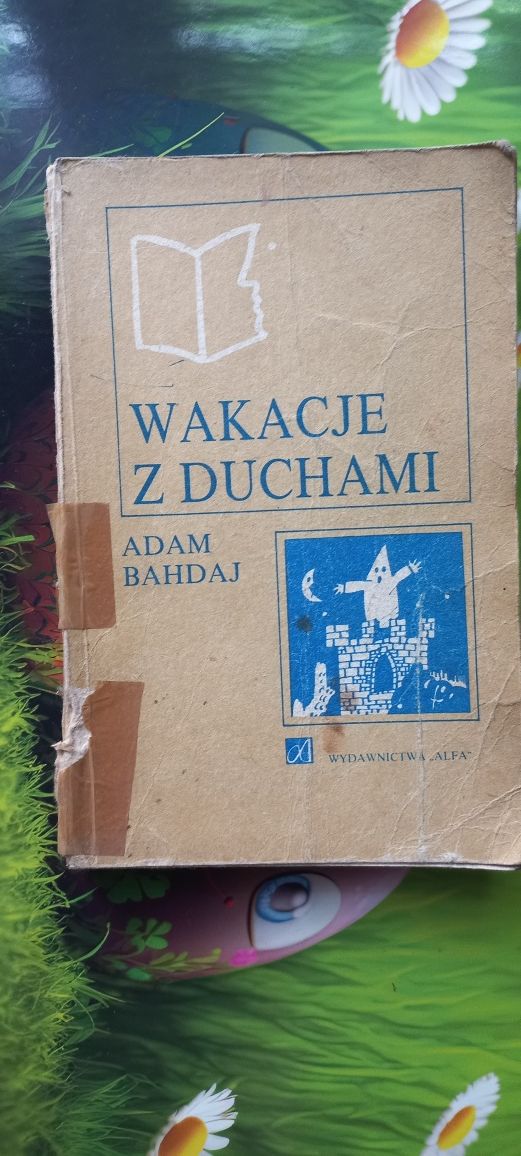 WAKACJE
Z DUCHAMI
ADAM
BAHDAJ
WYDAWNICTWA „ALFA"